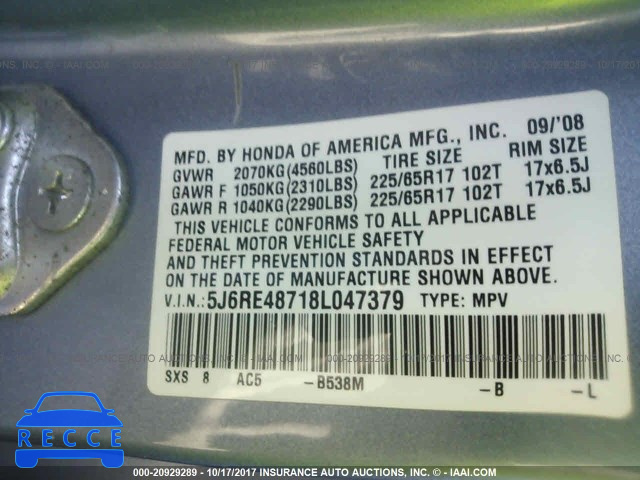 MFD. BY HONDA OF AMERICA MFG., INC. 09/'08
GVWR 2070KG(4560LBS) TIRE SIZE RIM SIZE
GAWR F 1050KG(2310LBS) 225/65R17 102T 17x6.5J
GAWR R 1040KG(2290LBS) 225/65R17 102T 17x6.5J
THIS VEHICLE CONFORMS TO ALL APPLICABLE
FEDERAL MOTOR VEHICLE SAFETY
AND THEFT PREVENTION STANDARDS IN EFFECT
ON THE DATE OF MANUFACTURE SHOWN ABOVE.
V.I.N.:5J6RE48718L047379 TYPE: MPV
SXS 8 AC5 -B538M -B -L
RECCE
000-20929289 - 10/17/2017 INSURANCE AUTO AUCTIONS, INC. - © - IAAI.COM